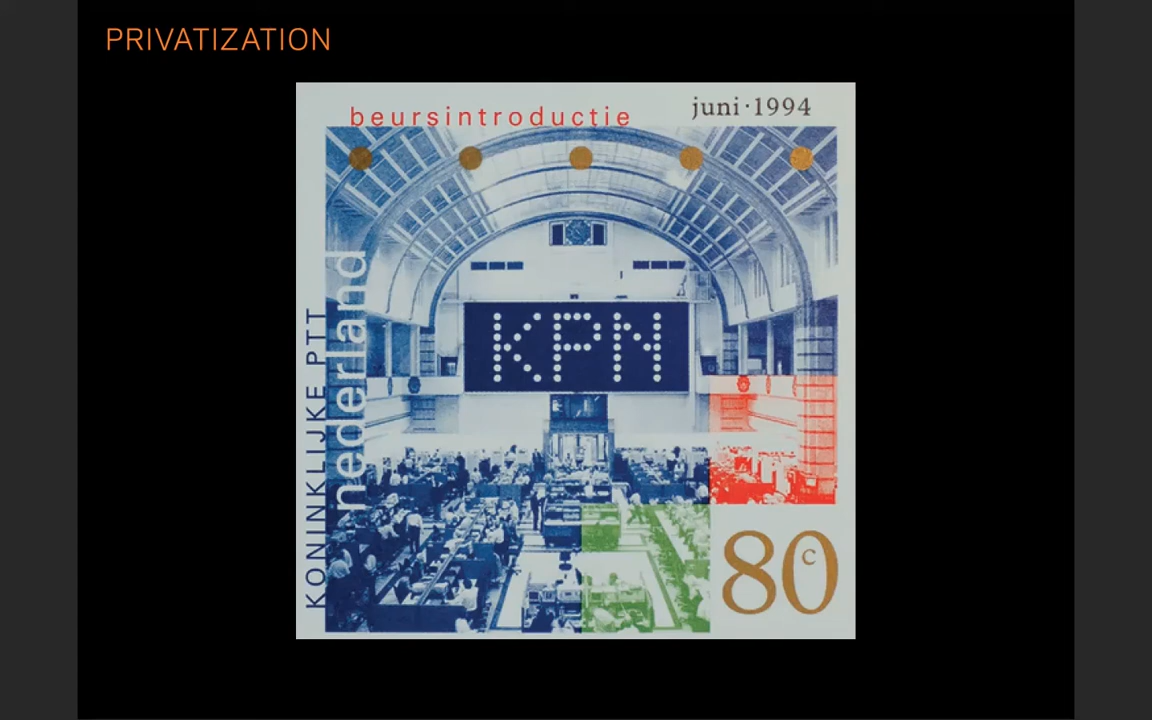 PRIVATIZATION
beursintroductie
juni·1994
KPN
KONINKLIJKE PTT
nederland
80c